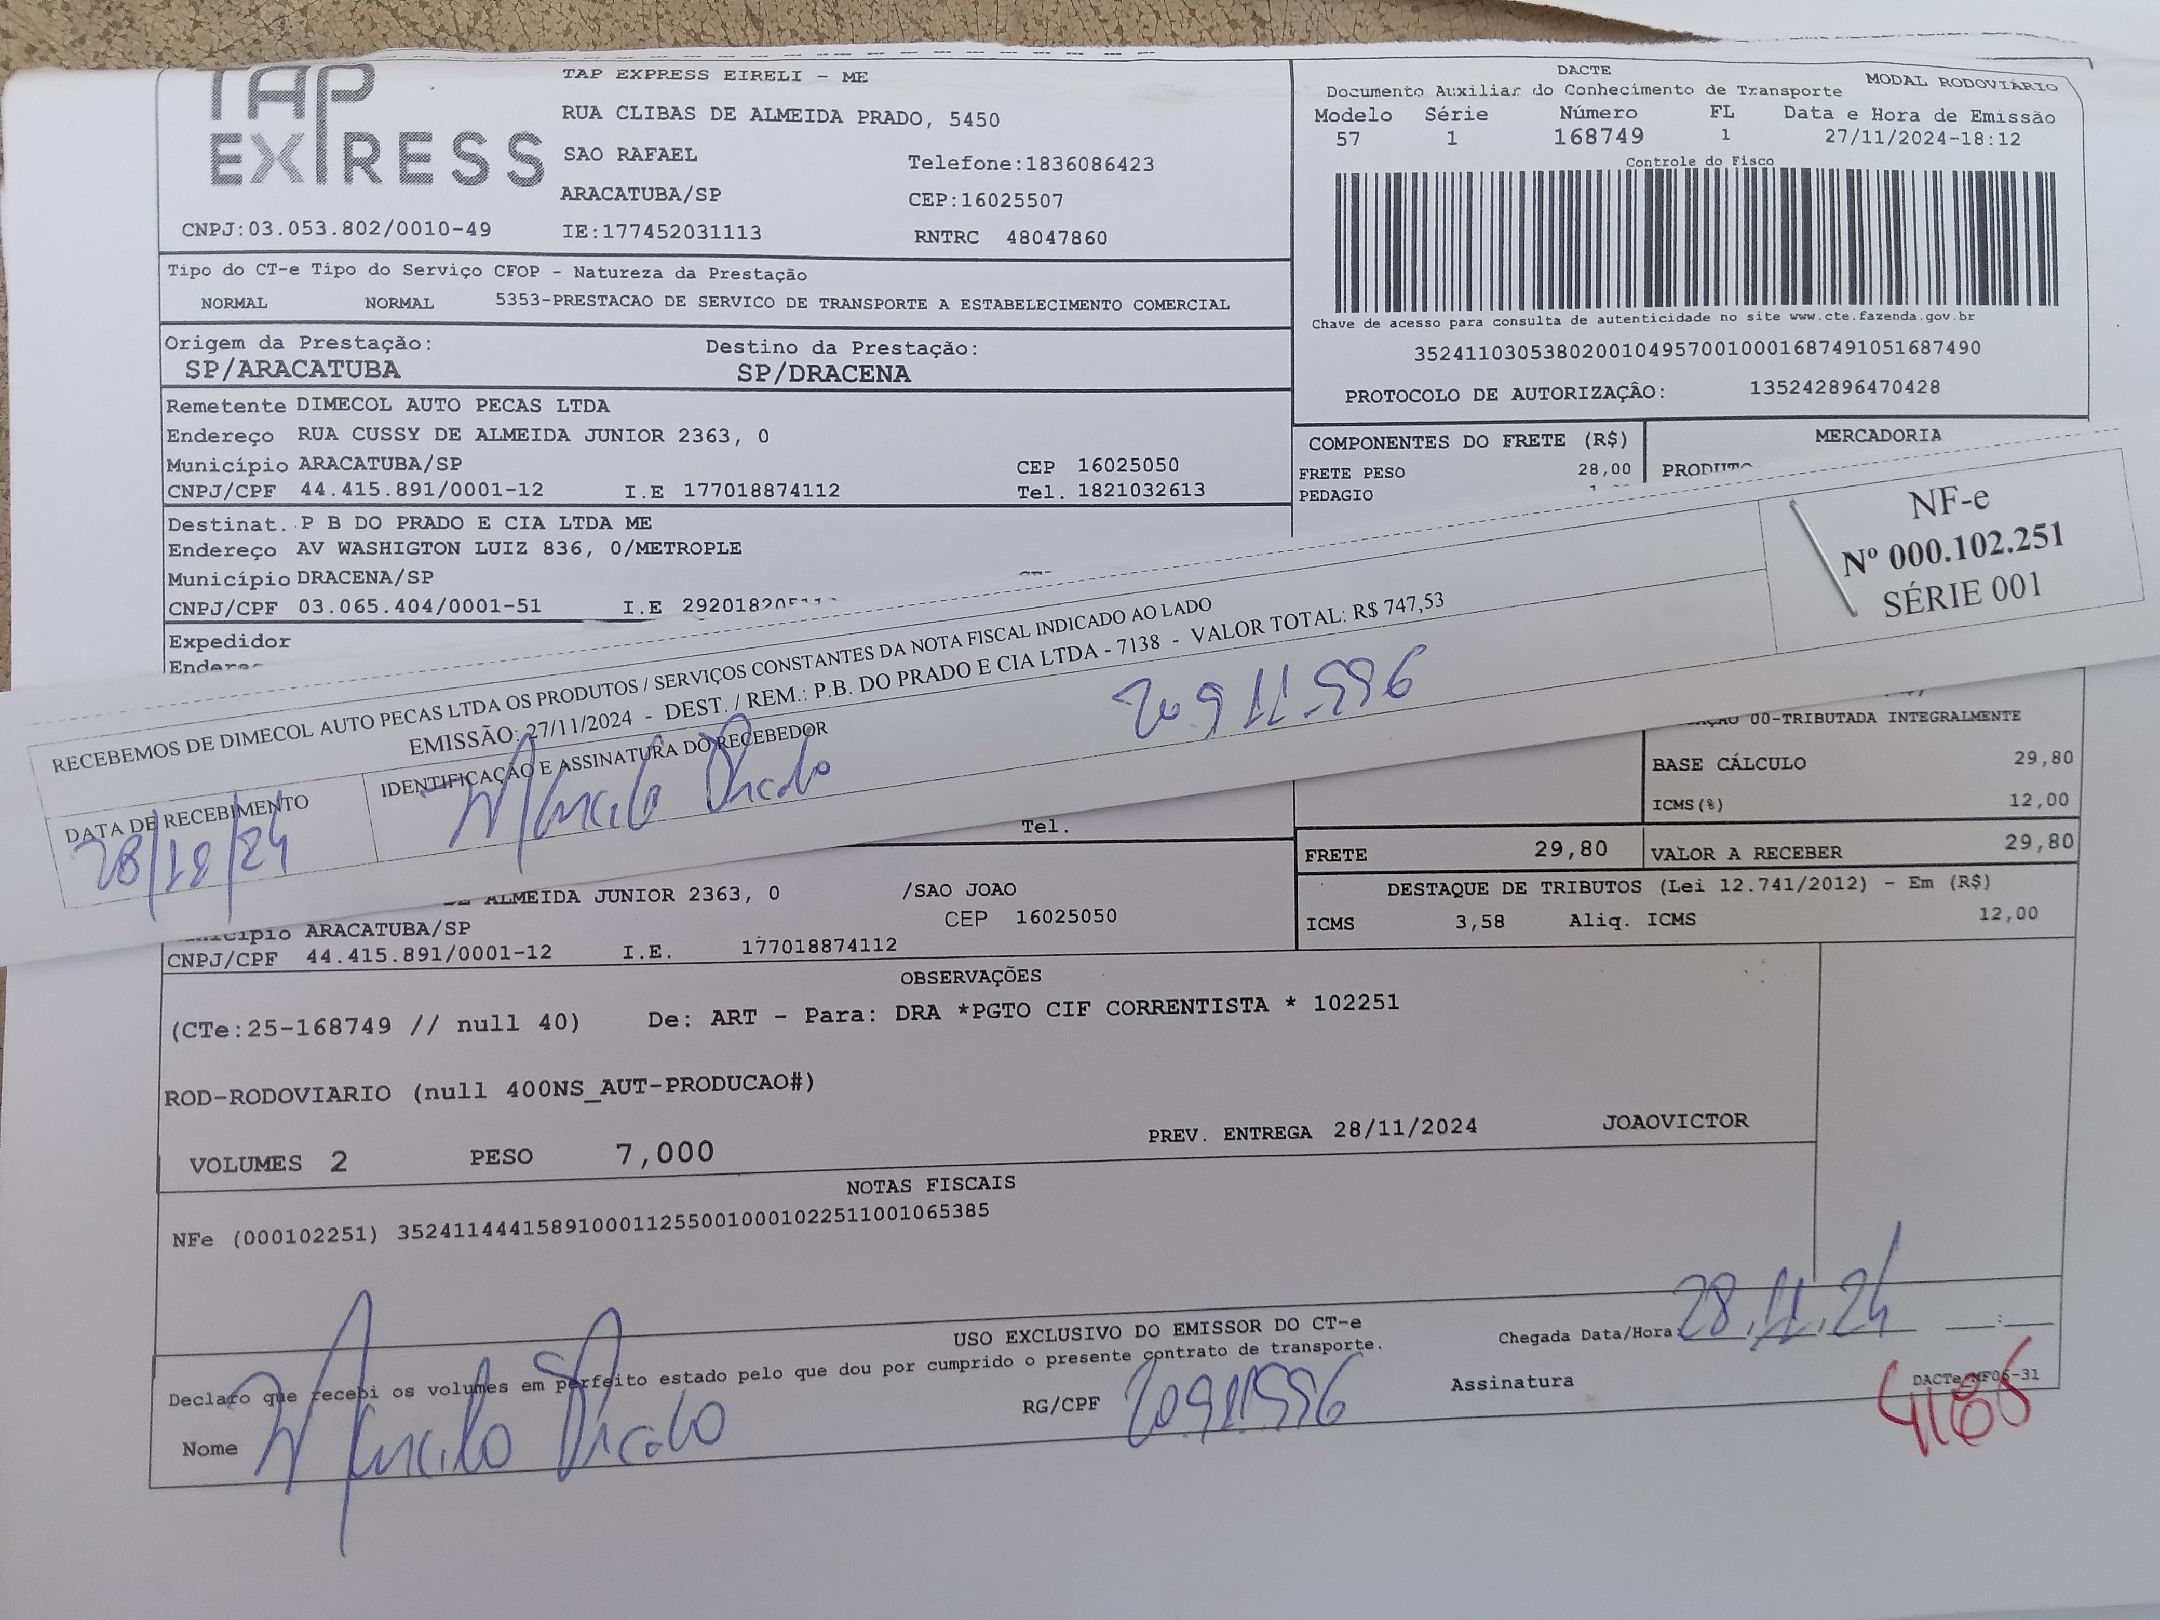 TAP EXPRESS
TAP EXPRESS EIRELI - ME
RUA CLIBAS DE ALMEIDA PRADO, 5450
SAO RAFAEL
Telefone:1836086423
ARACATUBA/SP
CEP:16025507
CNPJ:03.053.802/0010-49
IE:177452031113
RNTRC 48047860
DACTE
MODAL RODOVIÁRIO
Documento Auxiliar do Conhecimento de Transporte
Modelo Série Número FL Data e Hora de Emissão
57 1 168749 1 27/11/2024-18:12
Controle do Fisco
Chave de acesso para consulta de autenticidade no site www.cte.fazenda.gov.br
35241103053802001049570010001687491051687490
PROTOCOLO DE AUTORIZAÇÂO: 135242896470428
Tipo do CT-e Tipo do Serviço CFOP - Natureza da Prestação
NORMAL NORMAL 5353-PRESTACAO DE SERVICO DE TRANSPORTE A ESTABELECIMENTO COMERCIAL
Origem da Prestação: Destino da Prestação:
SP/ARACATUBA SP/DRACENA
Remetente DIMECOL AUTO PECAS LTDA
Endereço RUA CUSSY DE ALMEIDA JUNIOR 2363, 0
Município ARACATUBA/SP CEP 16025050
CNPJ/CPF 44.415.891/0001-12 I.E 177018874112 Tel. 1821032613
COMPONENTES DO FRETE (R$) MERCADORIA
FRETE PESO 28,00
PEDAGIO
Destinat. P B DO PRADO E CIA LTDA ME
Endereço AV WASHIGTON LUIZ 836, 0/METROPLE
Município DRACENA/SP
CNPJ/CPF 03.065.404/0001-51 I.E
Expedidor
NF-e
Nº 000.102.251
SÉRIE 001
RECEBEMOS DE DIMECOL AUTO PECAS LTDA OS PRODUTOS / SERVIÇOS CONSTANTES DA NOTA FISCAL INDICADO AO LADO
EMISSÃO: 27/11/2024 - DEST. / REM.: P.B. DO PRADO E CIA LTDA - 7138 - VALOR TOTAL: R$ 747,53
DATA DE RECEBIMENTO
IDENTIFICAÇÃO E ASSINATURA DO RECEBEDOR
00-TRIBUTADA INTEGRALMENTE
BASE CÁLCULO 29,80
ICMS(%) 12,00
Tel.
FRETE 29,80 VALOR A RECEBER 29,80
DESTAQUE DE TRIBUTOS (Lei 12.741/2012) - Em (R$)
ICMS 3,58 Aliq. ICMS 12,00
ALMEIDA JUNIOR 2363, 0 /SAO JOAO
ARACATUBA/SP CEP 16025050
CNPJ/CPF 44.415.891/0001-12 I.E. 177018874112
OBSERVAÇÕES
(CTe:25-168749 // null 40) De: ART - Para: DRA *PGTO CIF CORRENTISTA * 102251
ROD-RODOVIARIO (null 400NS_AUT-PRODUCAO#)
VOLUMES 2 PESO 7,000 PREV. ENTREGA 28/11/2024 JOAOVICTOR
NOTAS FISCAIS
NFe (000102251) 35241144415891000112550010001022511001065385
USO EXCLUSIVO DO EMISSOR DO CT-e
Declaro que recebi os volumes em perfeito estado pelo que dou por cumprido o presente contrato de transporte.
Chegada Data/Hora: 28.11.24
Nome
RG/CPF
Assinatura